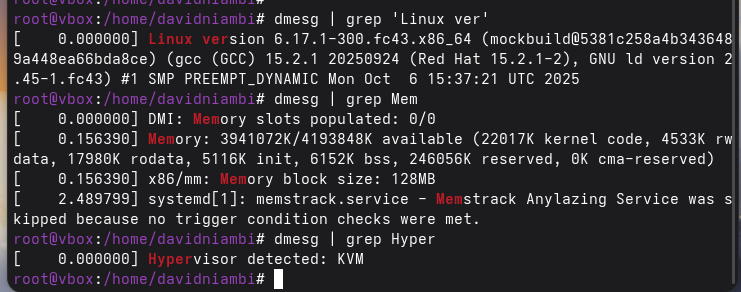 root@vbox:/home/davidniambi# dmesg | grep 'Linux ver'
[    0.000000] Linux version 6.17.1-300.fc43.x86_64 (mockbuild@5381c258a4b343648
9a448ea66bda8ce) (gcc (GCC) 15.2.1 20250924 (Red Hat 15.2.1-2), GNU ld version 2
.45-1.fc43) #1 SMP PREEMPT_DYNAMIC Mon Oct  6 15:37:21 UTC 2025
root@vbox:/home/davidniambi# dmesg | grep Mem
[    0.000000] DMI: Memory slots populated: 0/0
[    0.156390] Memory: 3941072K/4193848K available (22017K kernel code, 4533K rw
data, 17980K rodata, 5116K init, 6152K bss, 246056K reserved, 0K cma-reserved)
[    0.156390] x86/mm: Memory block size: 128MB
[    2.489799] systemd[1]: memstrack.service - Memstrack Anylazing Service was s
kipped because no trigger condition checks were met.
root@vbox:/home/davidniambi# dmesg | grep Hyper
[    0.000000] Hypervisor detected: KVM
root@vbox:/home/davidniambi#